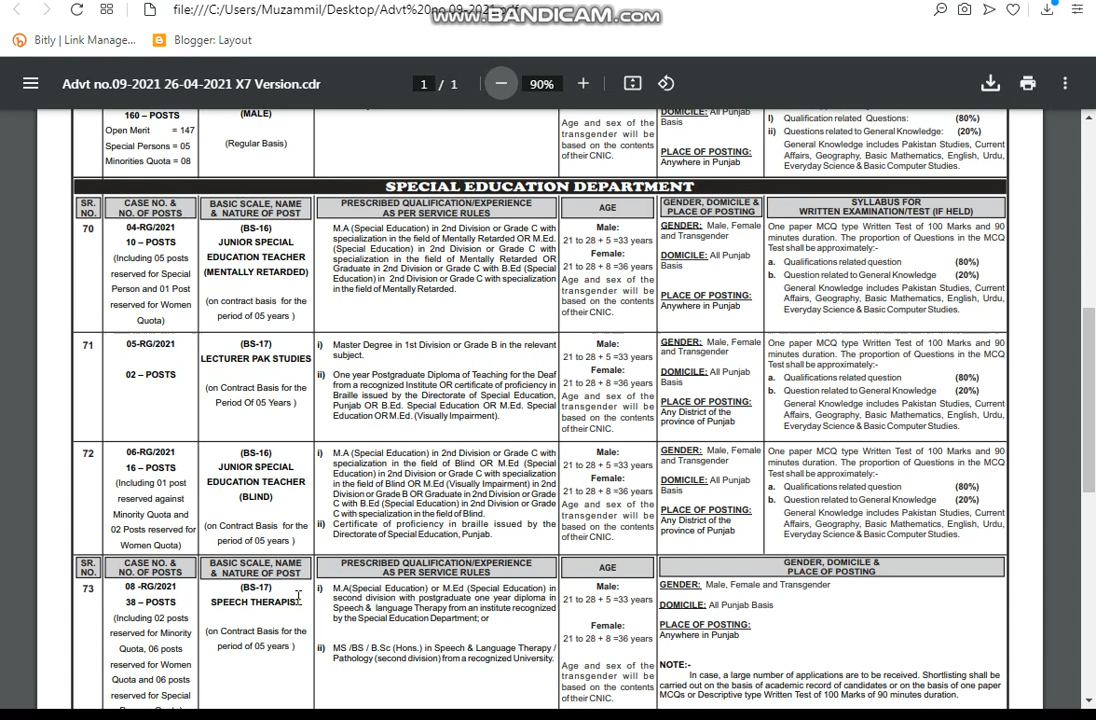 file:///C:/Users/Muzammil/Desktop/Advt%20no.09-2021.pdf
www.BANDICAM.com
Bitly | Link Manage...
Blogger: Layout
Advt no.09-2021 26-04-2021 X7 Version.cdr
1 / 1
90%
160 – POSTS
Open Merit = 147
Special Persons = 05
Minorities Quota = 08
(MALE)
(Regular Basis)
Age and sex of the
transgender will be
based on the contents
of their CNIC.
DOMICILE: All Punjab
Basis
PLACE OF POSTING:
Anywhere in Punjab
I) Qualification related Questions: (80%)
ii) Questions related to General Knowledge: (20%)
General Knowledge includes Pakistan Studies, Current
Affairs, Geography, Basic Mathematics, English, Urdu,
Everyday Science & Basic Computer Studies.
SPECIAL EDUCATION DEPARTMENT
SR.
NO.
CASE NO. &
NO. OF POSTS
BASIC SCALE, NAME
& NATURE OF POST
PRESCRIBED QUALIFICATION/EXPERIENCE
AS PER SERVICE RULES
AGE
GENDER, DOMICILE &
PLACE OF POSTING
SYLLABUS FOR
WRITTEN EXAMINATION/TEST (IF HELD)
70
04-RG/2021
10 – POSTS
(Including 05 posts
reserved for Special
Person and 01 Post
reserved for Women
Quota)
(BS-16)
JUNIOR SPECIAL
EDUCATION TEACHER
(MENTALLY RETARDED)
(on contract basis for the
period of 05 years )
M.A (Special Education) in 2nd Division or Grade C with
specialization in the field of Mentally Retarded OR M.Ed.
(Special Education) in 2nd Division or Grade C with
specialization in the field of Mentally Retarded OR
Graduate in 2nd Division or Grade C with B.Ed (Special
Education) in 2nd Division or Grade C with specialization
in the field of Mentally Retarded.
Male:
21 to 28 + 5 =33 years
Female:
21 to 28 + 8 =36 years
Age and sex of the
transgender will be
based on the contents
of their CNIC.
GENDER: Male, Female
and Transgender
DOMICILE: All Punjab
Basis
PLACE OF POSTING:
Anywhere in Punjab
One paper MCQ type Written Test of 100 Marks and 90
minutes duration. The proportion of Questions in the MCQ
Test shall be approximately:-
a. Qualifications related question (80%)
b. Question related to General Knowledge (20%)
General Knowledge includes Pakistan Studies, Current
Affairs, Geography, Basic Mathematics, English, Urdu,
Everyday Science & Basic Computer Studies.
71
05-RG/2021
02 – POSTS
(BS-17)
LECTURER PAK STUDIES
(on Contract Basis for the
Period Of 05 Years )
i) Master Degree in 1st Division or Grade B in the relevant
subject.
ii) One year Postgraduate Diploma of Teaching for the Deaf
from a recognized Institute OR certificate of proficiency in
Braille issued by the Directorate of Special Education,
Punjab OR B.Ed. Special Education OR M.Ed. Special
Education OR M.Ed. (Visually Impairment).
Male:
21 to 28 + 5 =33 years
Female:
21 to 28 + 8 =36 years
Age and sex of the
transgender will be
based on the contents
of their CNIC.
GENDER: Male, Female
and Transgender
DOMICILE: All Punjab
Basis
PLACE OF POSTING:
Any District of the
province of Punjab
One paper MCQ type Written Test of 100 Marks and 90
minutes duration. The proportion of Questions in the MCQ
Test shall be approximately:-
a. Qualifications related question (80%)
b. Question related to General Knowledge (20%)
General Knowledge includes Pakistan Studies, Current
Affairs, Geography, Basic Mathematics, English, Urdu,
Everyday Science & Basic Computer Studies.
72
06-RG/2021
16 – POSTS
(Including 01 post
reserved against
Minority Quota and
02 Posts reserved for
Women Quota)
(BS-16)
JUNIOR SPECIAL
EDUCATION TEACHER
(BLIND)
(on Contract Basis for the
period of 05 years )
i) M.A (Special Education) in 2nd Division or Grade C with
specialization in the field of Blind OR M.Ed (Special
Education) in 2nd Division or Grade C with specialization
in the field of Blind OR M.Ed (Visually Impairment) in 2nd
Division or Grade B OR Graduate in 2nd Division or Grade
C with B.Ed (Special Education) in 2nd Division or Grade
C with specialization in the field of Blind.
ii) Certificate of proficiency in braille issued by the
Directorate of Special Education, Punjab.
Male:
21 to 28 + 5 =33 years
Female:
21 to 28 + 8 =36 years
Age and sex of the
transgender will be
based on the contents
of their CNIC.
GENDER: Male, Female
and Transgender
DOMICILE: All Punjab
Basis
PLACE OF POSTING:
Any District of the
province of Punjab
One paper MCQ type Written Test of 100 Marks and 90
minutes duration. The proportion of Questions in the MCQ
Test shall be approximately:-
a. Qualifications related question (80%)
b. Question related to General Knowledge (20%)
General Knowledge includes Pakistan Studies, Current
Affairs, Geography, Basic Mathematics, English, Urdu,
Everyday Science & Basic Computer Studies.
SR.
NO.
CASE NO. &
NO. OF POSTS
BASIC SCALE, NAME
& NATURE OF POST
PRESCRIBED QUALIFICATION/EXPERIENCE
AS PER SERVICE RULES
AGE
GENDER, DOMICILE &
PLACE OF POSTING
73
08 -RG/2021
38 – POSTS
(Including 02 posts
reserved for Minority
Quota, 06 posts
reserved for Women
Quota and 06 posts
reserved for Special
(BS-17)
SPEECH THERAPIST
(on Contract Basis for the
period of 05 years )
i) M.A(Special Education) or M.Ed (Special Education) in
second division with postgraduate one year diploma in
Speech & language Therapy from an institute recognized
by the Special Education Department; or
ii) MS /BS / B.Sc (Hons.) in Speech & Language Therapy /
Pathology (second division) from a recognized University.
Male:
21 to 28 + 5 =33 years
Female:
21 to 28 + 8 =36 years
Age and sex of the
transgender will be
based on the contents
of their CNIC.
GENDER: Male, Female and Transgender
DOMICILE: All Punjab Basis
PLACE OF POSTING:
Anywhere in Punjab
NOTE:-
In case, a large number of applications are to be received. Shortlisting shall be
carried out on the basis of academic record of candidates or on the basis of one paper
MCQs or Descriptive type Written Test of 100 Marks of 90 minutes duration.